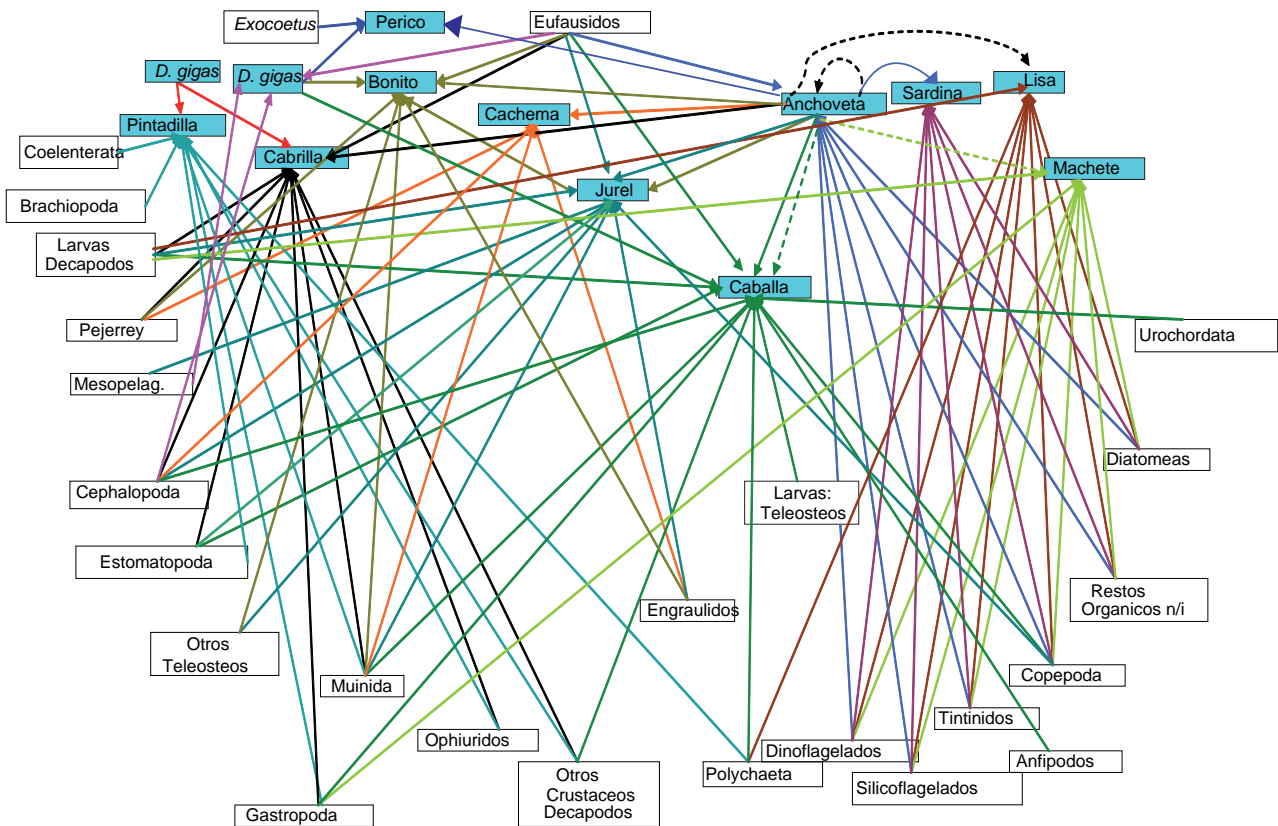 Exocoetus
Perico
Eufausidos
D. gigas
D. gigas
Bonito
Lisa
Sardina
Anchoveta
Cachema
Pintadilla
Coelenterata
Cabrilla
Machete
Jurel
Brachiopoda
Larvas
Decapodos
Caballa
Pejerrey
Urochordata
Mesopelag.
Diatomeas
Cephalopoda
Larvas:
Teleosteos
Estomatopoda
Restos
Organicos n/i
Engraulidos
Otros
Teleosteos
Muinida
Copepoda
Tintinidos
Ophiuridos
Dinoflagelados
Anfipodos
Polychaeta
Otros
Crustaceos
Decapodos
Silicoflagelados
Gastropoda